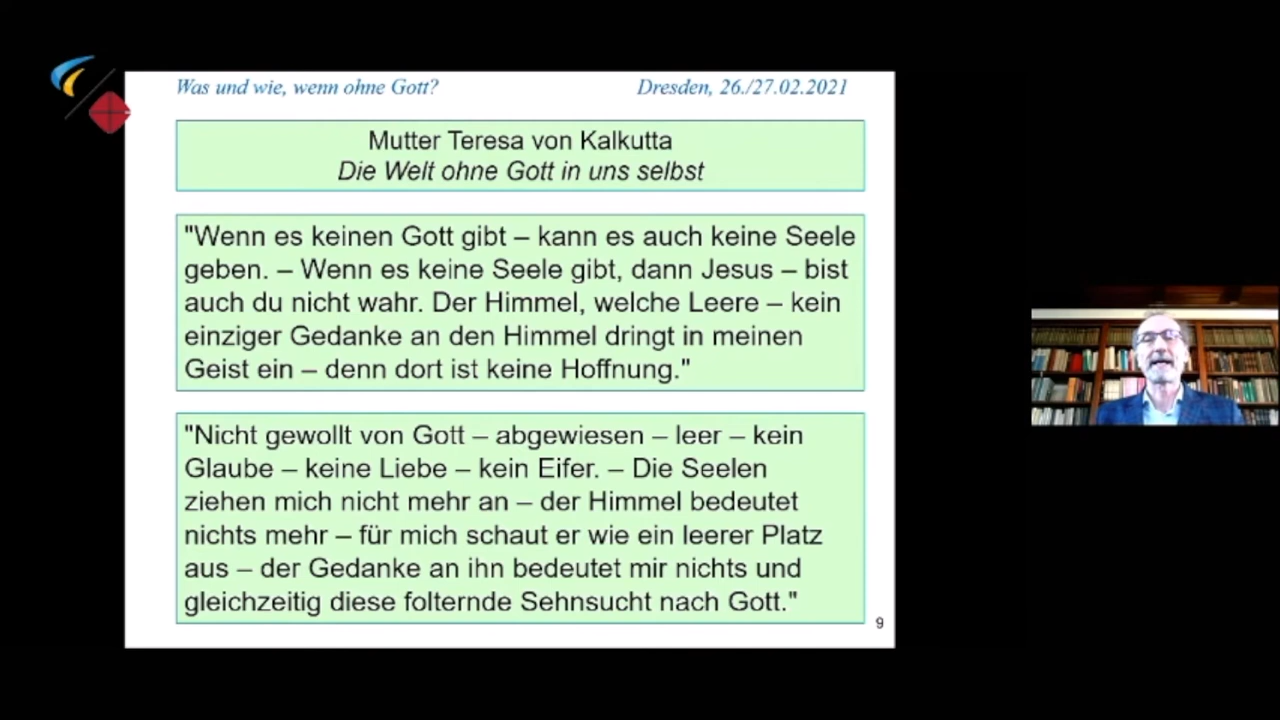 Was und wie, wenn ohne Gott? Dresden, 26./27.02.2021
Mutter Teresa von Kalkutta
Die Welt ohne Gott in uns selbst
"Wenn es keinen Gott gibt – kann es auch keine Seele
geben. – Wenn es keine Seele gibt, dann Jesus – bist
auch du nicht wahr. Der Himmel, welche Leere – kein
einziger Gedanke an den Himmel dringt in meinen
Geist ein – denn dort ist keine Hoffnung."
"Nicht gewollt von Gott – abgewiesen – leer – kein
Glaube – keine Liebe – kein Eifer. – Die Seelen
ziehen mich nicht mehr an – der Himmel bedeutet
nichts mehr – für mich schaut er wie ein leerer Platz
aus – der Gedanke an ihn bedeutet mir nichts und
gleichzeitig diese folternde Sehnsucht nach Gott."
9